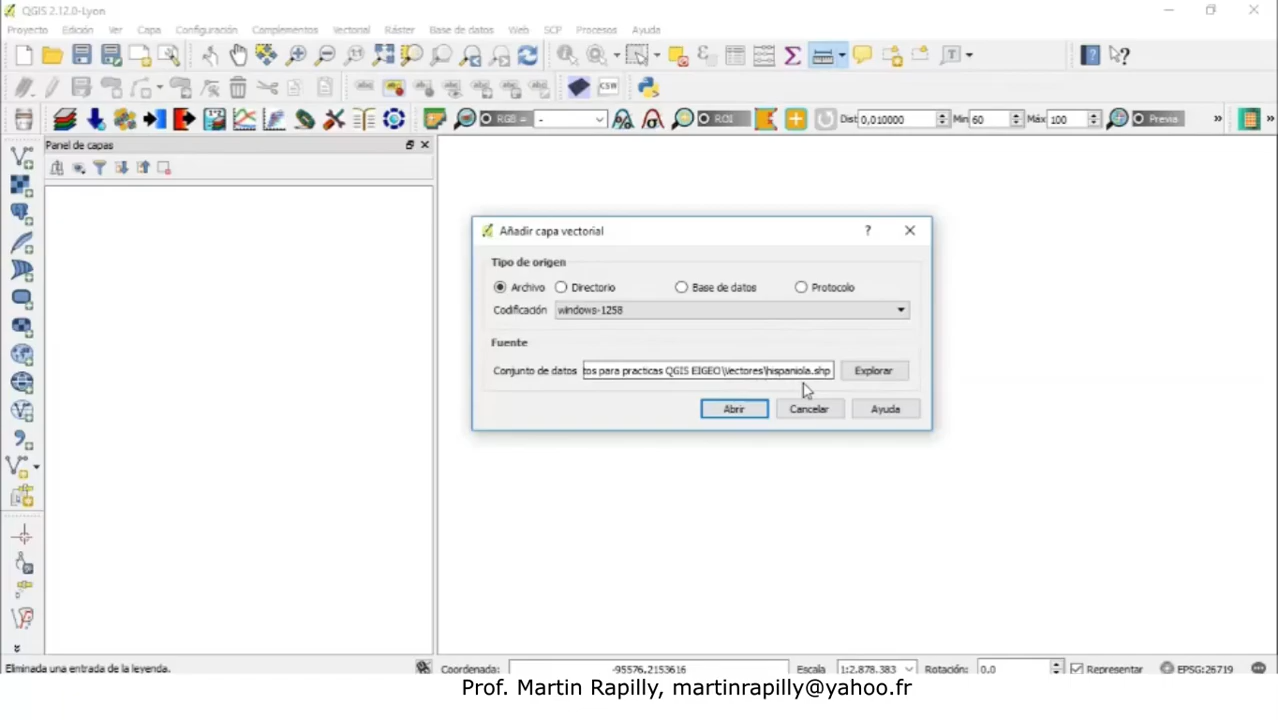 QGIS 2.12.0-Lyon
Proyecto Edición Ver Capa Configuración Complementos Vectorial Ráster Base de datos Web SCP Procesos Ayuda
CSW
RGB = - ROI Dist 0,010000 Min 60 Máx 100 Previa
Panel de capas
Añadir capa vectorial
Tipo de origen
Archivo Directorio Base de datos Protocolo
Codificación windows-1258
Fuente
Conjunto de datos tos para practicas QGIS EIGEO\Vectores\hispaniola.shp Explorar
Abrir Cancelar Ayuda
Eliminada una entrada de la leyenda. Coordenada: -95576,2153616 Escala 1:2.878.383 Rotación: 0.0 Representar EPSG:26719
Prof. Martin Rapilly, martinrapilly@yahoo.fr